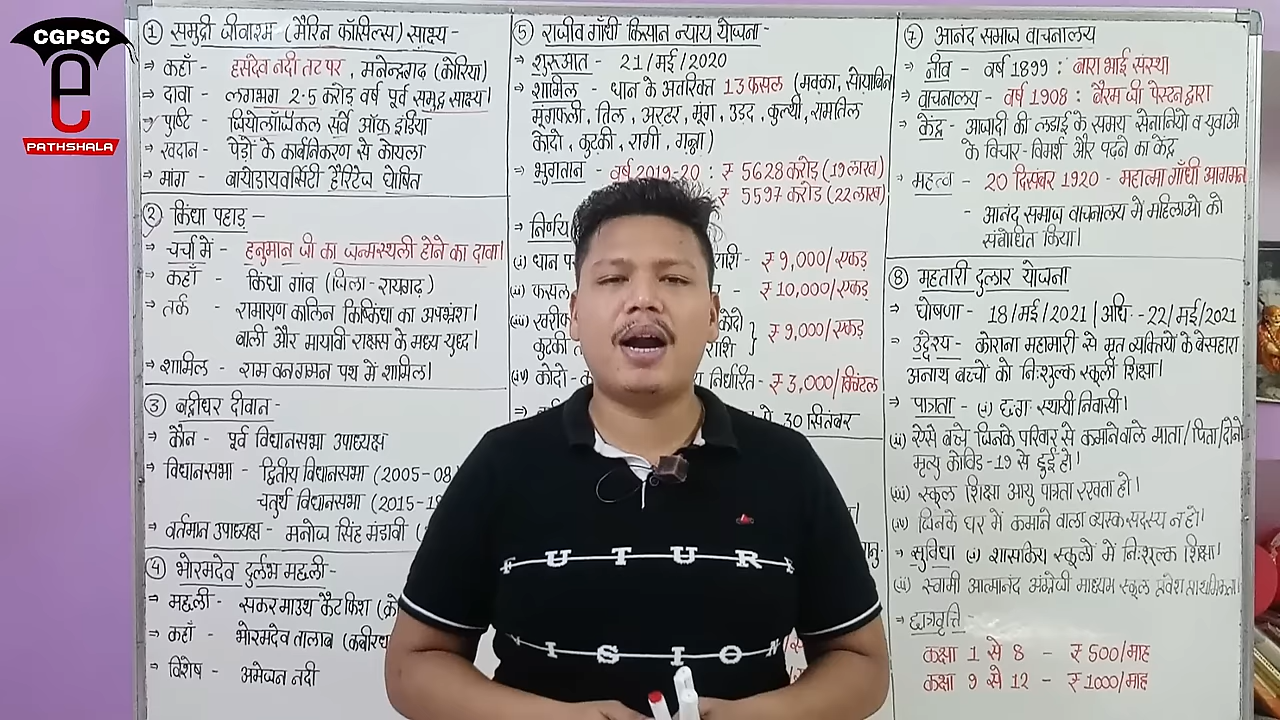 CGPSC
e
PATHSHALA
① समुद्री जीवाश्म (मैरिन फॉसिल्स) साक्ष्य -
→ कहाँ - हसदेव नदी तट पर, मनेन्द्रगढ़ (कोरिया)
→ दावा - लगभग 2.5 करोड़ वर्ष पूर्व समुद्र साक्ष्य।
→ पुष्टि - जियोलॉजिकल सर्वे ऑफ इंडिया
→ खदान - पेड़ों के कार्बनिकरण से कोयला
→ मांग - बायोडायवर्सिटी हैरिटेज घोषित
② किंधा पहाड़ -
→ चर्चा में - हनुमान जी का जन्मस्थली होने का दावा।
→ कहाँ - किंधा गांव (जिला - रायगढ़)
→ तर्क - रामायण कालिन किष्किंधा का अपभ्रंश।
वाली और मायावी राक्षस के मध्य युध्द।
→ शामिल - राम वनगमन पथ में शामिल।
③ बद्रीधर दीवान -
→ कौन - पूर्व विधानसभा उपाध्यक्ष
→ विधानसभा - द्वितीय विधानसभा (2005-08
चतुर्थ विधानसभा (2015-18
→ वर्तमान उपाध्यक्ष - मनोज सिंह मंडावी (
④ भोरमदेव दुर्लभ मछली -
→ मछली - सकर माउथ कैट फिश (क्रो
→ कहाँ - भोरमदेव तालाब (कबीरध
→ विशेष - अमेजन नदी
⑤ राजीव गाँधी किसान न्याय योजना -
→ शुरूआत - 21/मई/2020
→ शामिल - धान के अतिरिक्त 13 फसल (मक्का, सोयाबिन
मुंगफली, तिल, अरहर, मूंग, उड़द, कुल्थी, रामतिल
कोदो, कुटकी, रागी, गन्ना)
→ भुगतान - वर्ष 2019-20 : ₹ 5628 करोड़ (19 लाख)
₹ 5597 करोड़ (22 लाख)
→ निर्णय
(i) धान ₹ 9,000/एकड़
(ii) फसल - ₹ 10,000/एकड़
(iii) खरीफ कोदो
कुटकी राशि } ₹ 9,000/एकड़
(iv) कोदो - निर्धारित - ₹ 3,000/क्विंटल
30 सितंबर
FUTURE
VISION
⑦ आनंद समाज वाचनालय
→ नीव - वर्ष 1899 : बारा भाई संस्था
→ वाचनालय - वर्ष 1908 : बैरम जी पेस्टन द्वारा
→ केंद्र - आजादी की लडाई के समय सेनानियो व युवाओ
के विचार-विमर्श और पढ़ने का केंद्र
→ महत्व - 20 दिसंबर 1920 - महात्मा गाँधी आगमन
- आनंद समाज वाचनालय में महिलाओ को
संबोधित किया।
⑧ महतारी दुलार योजना
→ घोषणा - 18/मई/2021 | अधि. - 22/मई/2021
→ उद्देश्य - कोराना महामारी से मृत व्यक्तियो के बेसहारा
अनाथ बच्चों को निःशुल्क स्कूली शिक्षा।
→ पात्रता - (i) छ.ग. स्थायी निवासी।
(ii) ऐसे बच्चे जिनके परिवार से कमाने वाले माता/पिता/दोनो
मृत्यु कोविड-19 से हुई हो।
(iii) स्कूल शिक्षा आयु पात्रता रखता हो।
(iv) जिनके घर में कमाने वाला व्यस्क सदस्य न हो।
→ सुविधा (i) शासकिय स्कूलों में निःशुल्क शिक्षा।
(ii) स्वामी आत्मानंद अंग्रेजी माध्यम स्कूल प्रवेश प्राथमिकता।
→ छात्रवृत्ति -
कक्षा 1 से 8 - ₹ 500/माह
कक्षा 9 से 12 - ₹ 1000/माह